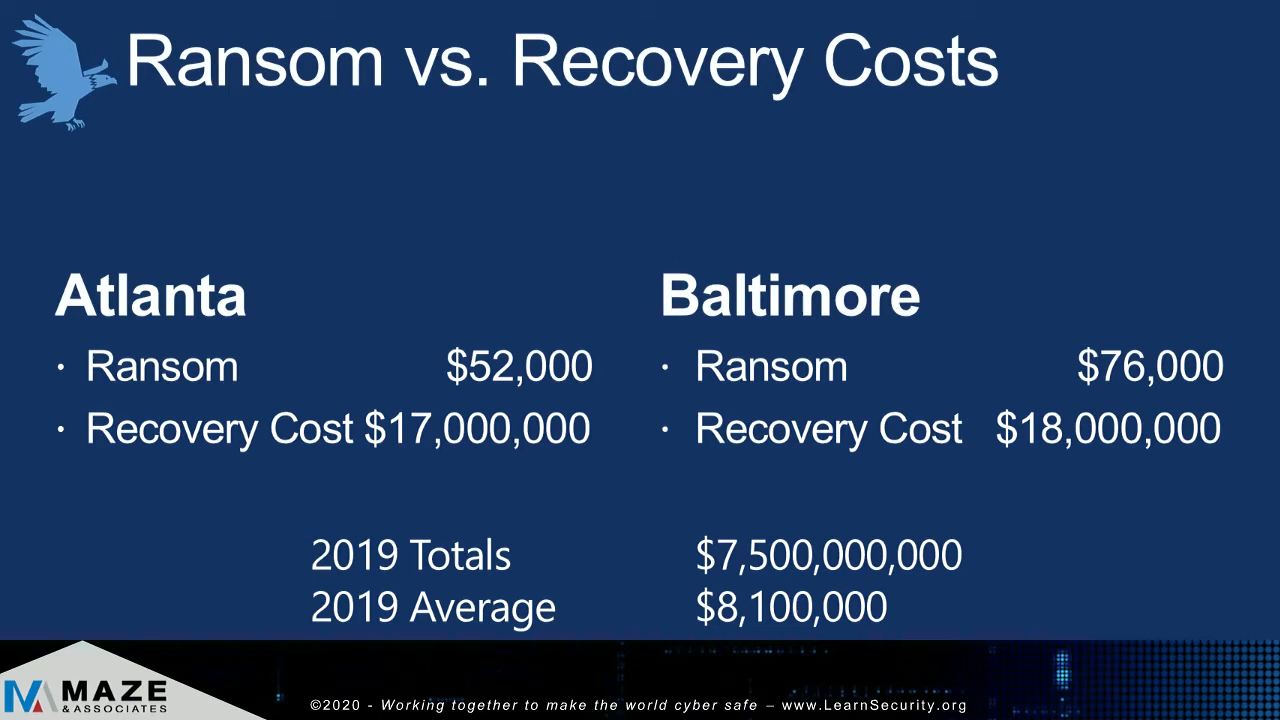 Ransom vs. Recovery Costs
Atlanta
· Ransom $52,000
· Recovery Cost $17,000,000
Baltimore
· Ransom $76,000
· Recovery Cost $18,000,000
2019 Totals $7,500,000,000
2019 Average $8,100,000
MAZE
& ASSOCIATES
©2020 - Working together to make the world cyber safe – www.LearnSecurity.org